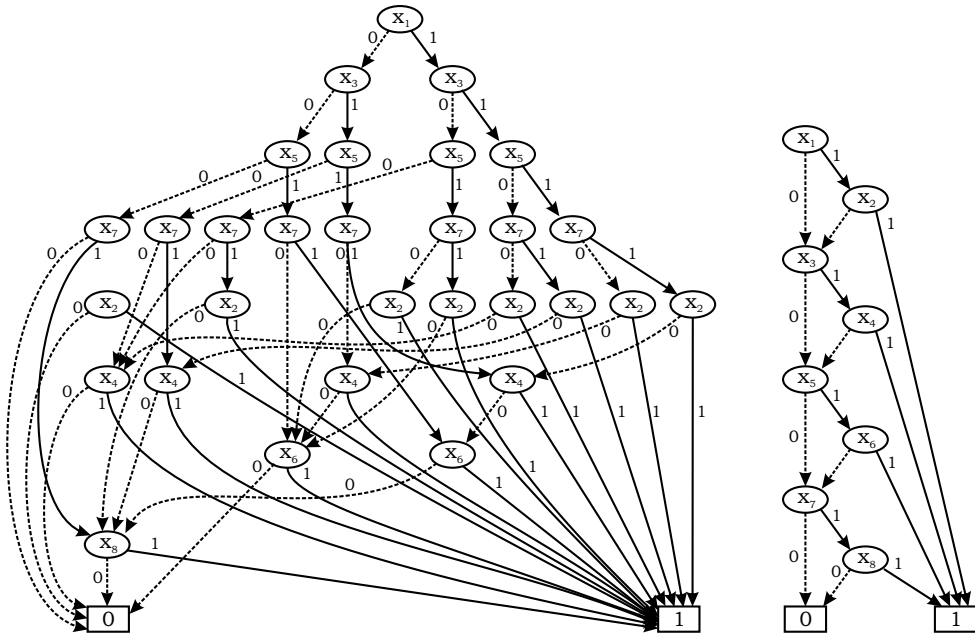 x₁
0 1
x₃ x₃
0 1 0 1
x₅ x₅ x₅ x₅
0 0 1 1 0 1 0 1
x₇ x₇ x₇ x₇ x₇ x₇ x₇ x₇
0 1 0 1 0 1 0 1 0 1 0 1 0 1 0 1
x₂ x₂ x₂ x₂ x₂ x₂ x₂ x₂
0 0 1 0 1 0 0 0 0 0
x₄ x₄ 1 x₄ x₄
0 1 0 1 0 0 1 1 1 1 1
x₆ x₆
0 1 0 1 1
x₈ 1
0
0 1
x₁
1
0 x₂
1
x₃
1
0 x₄
1
x₅
1
0 x₆
1
x₇
1
0 0 x₈ 1
0 1